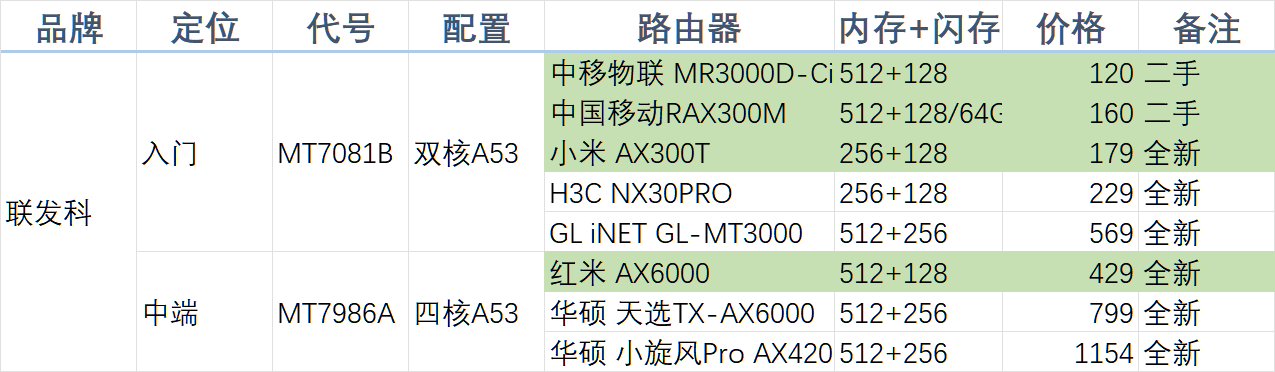 品牌 定位 代号 配置 路由器 内存+闪存 价格 备注
中移物联 MR3000D-Ci 512+128 120 二手
中国移动RAX300M 512+128/64G 160 二手
联发科 入门 MT7081B 双核A53 小米 AX300T 256+128 179 全新
H3C NX30PRO 256+128 229 全新
GL iNET GL-MT3000 512+256 569 全新
红米 AX6000 512+128 429 全新
中端 MT7986A 四核A53 华硕 天选TX-AX6000 512+256 799 全新
华硕 小旋风Pro AX420 512+256 1154 全新